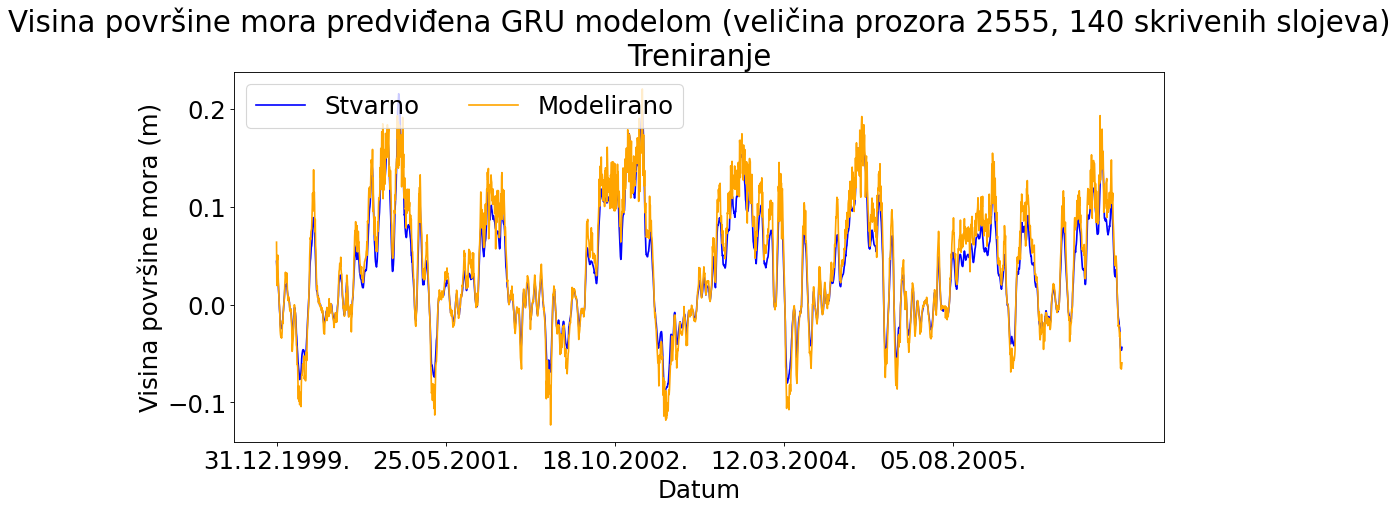 Visina površine mora predviđena GRU modelom (veličina prozora 2555, 140 skrivenih slojeva)
Treniranje
Stvarno
Modelirano
Visina površine mora (m)
0.2
0.1
0.0
−0.1
31.12.1999.
25.05.2001.
18.10.2002.
12.03.2004.
05.08.2005.
Datum